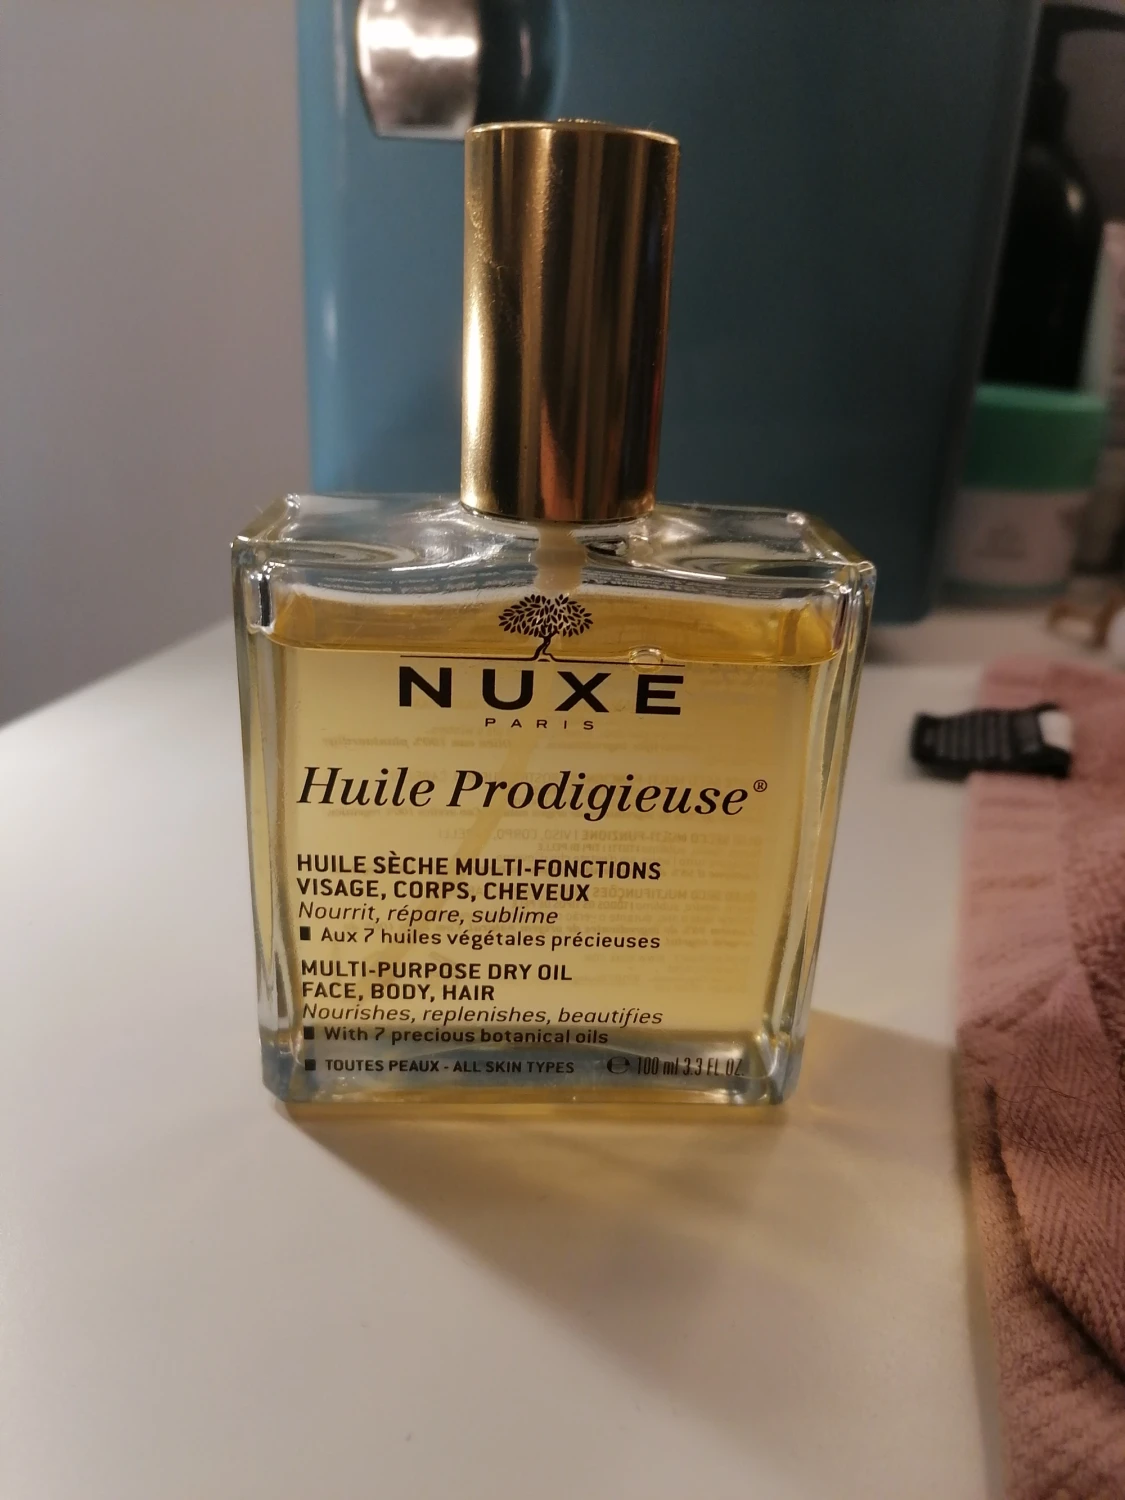 NUXE
PARIS
Huile Prodigieuse®
HUILE SÈCHE MULTI-FONCTIONS
VISAGE, CORPS, CHEVEUX
Nourrit, répare, sublime
■ Aux 7 huiles végétales précieuses
MULTI-PURPOSE DRY OIL
FACE, BODY, HAIR
Nourishes, replenishes, beautifies
■ With 7 precious botanical oils
■ TOUTES PEAUX - ALL SKIN TYPES ℮ 100 ml 3.3 FL. OZ.